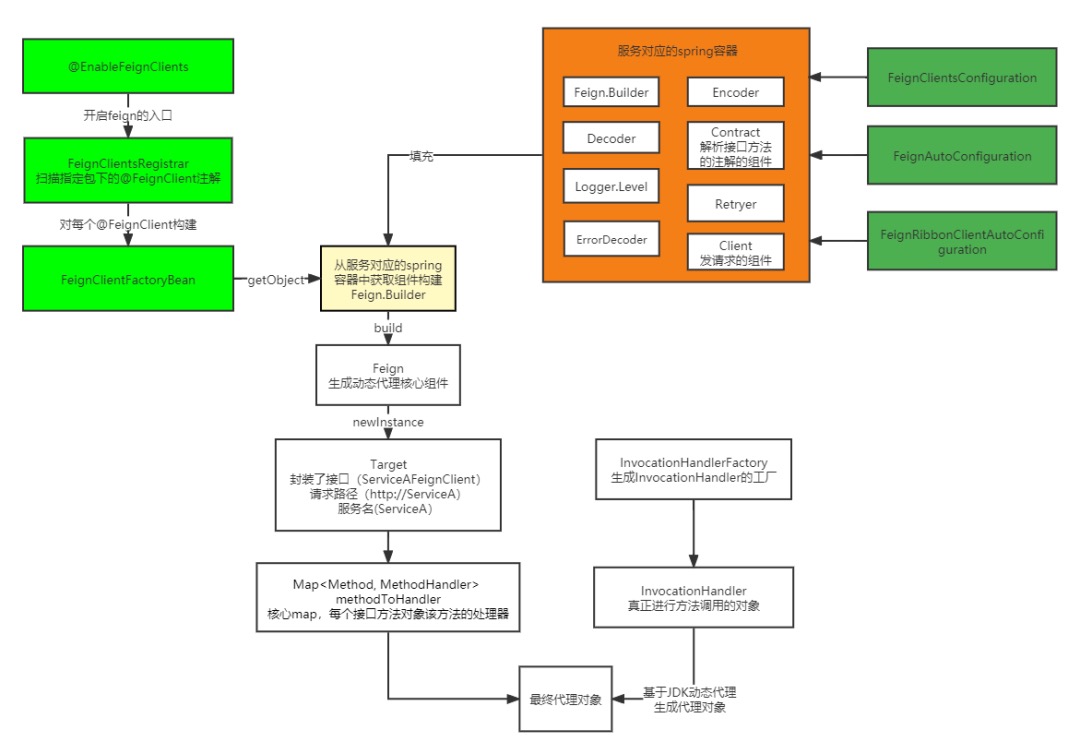 @EnableFeignClients
开启feign的入口
FeignClientsRegistrar
扫描指定包下的@FeignClient注解
对每个@FeignClient构建
FeignClientFactoryBean
getObject
服务对应的spring容器
Feign.Builder
Encoder
Decoder
Contract
解析接口方法
的注解的组件
Logger.Level
Retryer
ErrorDecoder
Client
发请求的组件
FeignClientsConfiguration
FeignAutoConfiguration
FeignRibbonClientAutoConfi
guration
填充
从服务对应的spring
容器中获取组件构建
Feign.Builder
build
Feign
生成动态代理核心组件
newInstance
Target
封装了接口（ServiceAFeignClient）
请求路径（http://ServiceA）
服务名(ServiceA）
Map<Method, MethodHandler>
methodToHandler
核心map，每个接口方法对象该方法的处理器
InvocationHandlerFactory
生成InvocationHandler的工厂
InvocationHandler
真正进行方法调用的对象
基于JDK动态代理
生成代理对象
最终代理对象